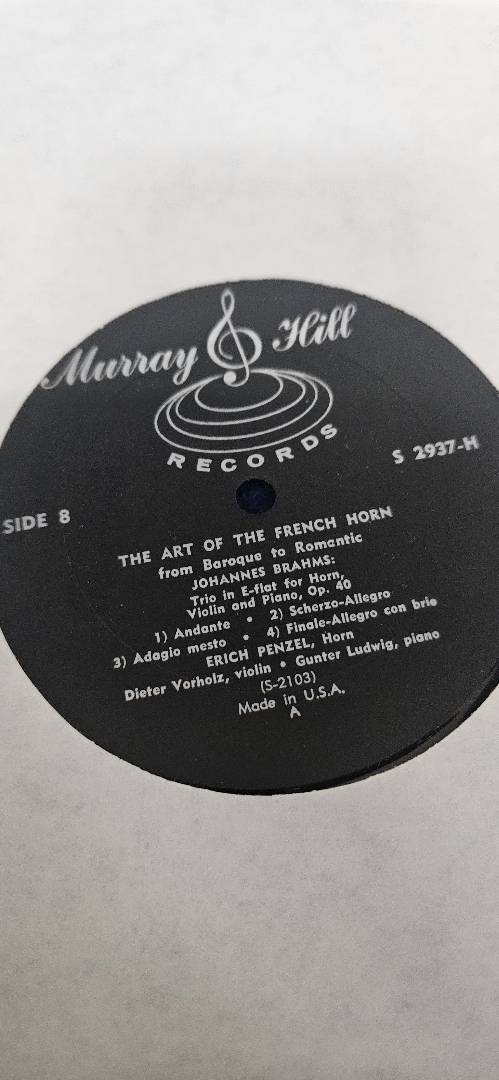 Murray Hill
RECORDS
S 2937-H
SIDE 8
THE ART OF THE FRENCH HORN
from Baroque to Romantic
JOHANNES BRAHMS:
Trio in E-flat for Horn,
Violin and Piano, Op. 40
1) Andante • 2) Scherzo-Allegro
3) Adagio mesto • 4) Finale-Allegro con brio
ERICH PENZEL, Horn
Dieter Vorholz, violin • Gunter Ludwig, piano
(S-2103)
Made in U.S.A.
A